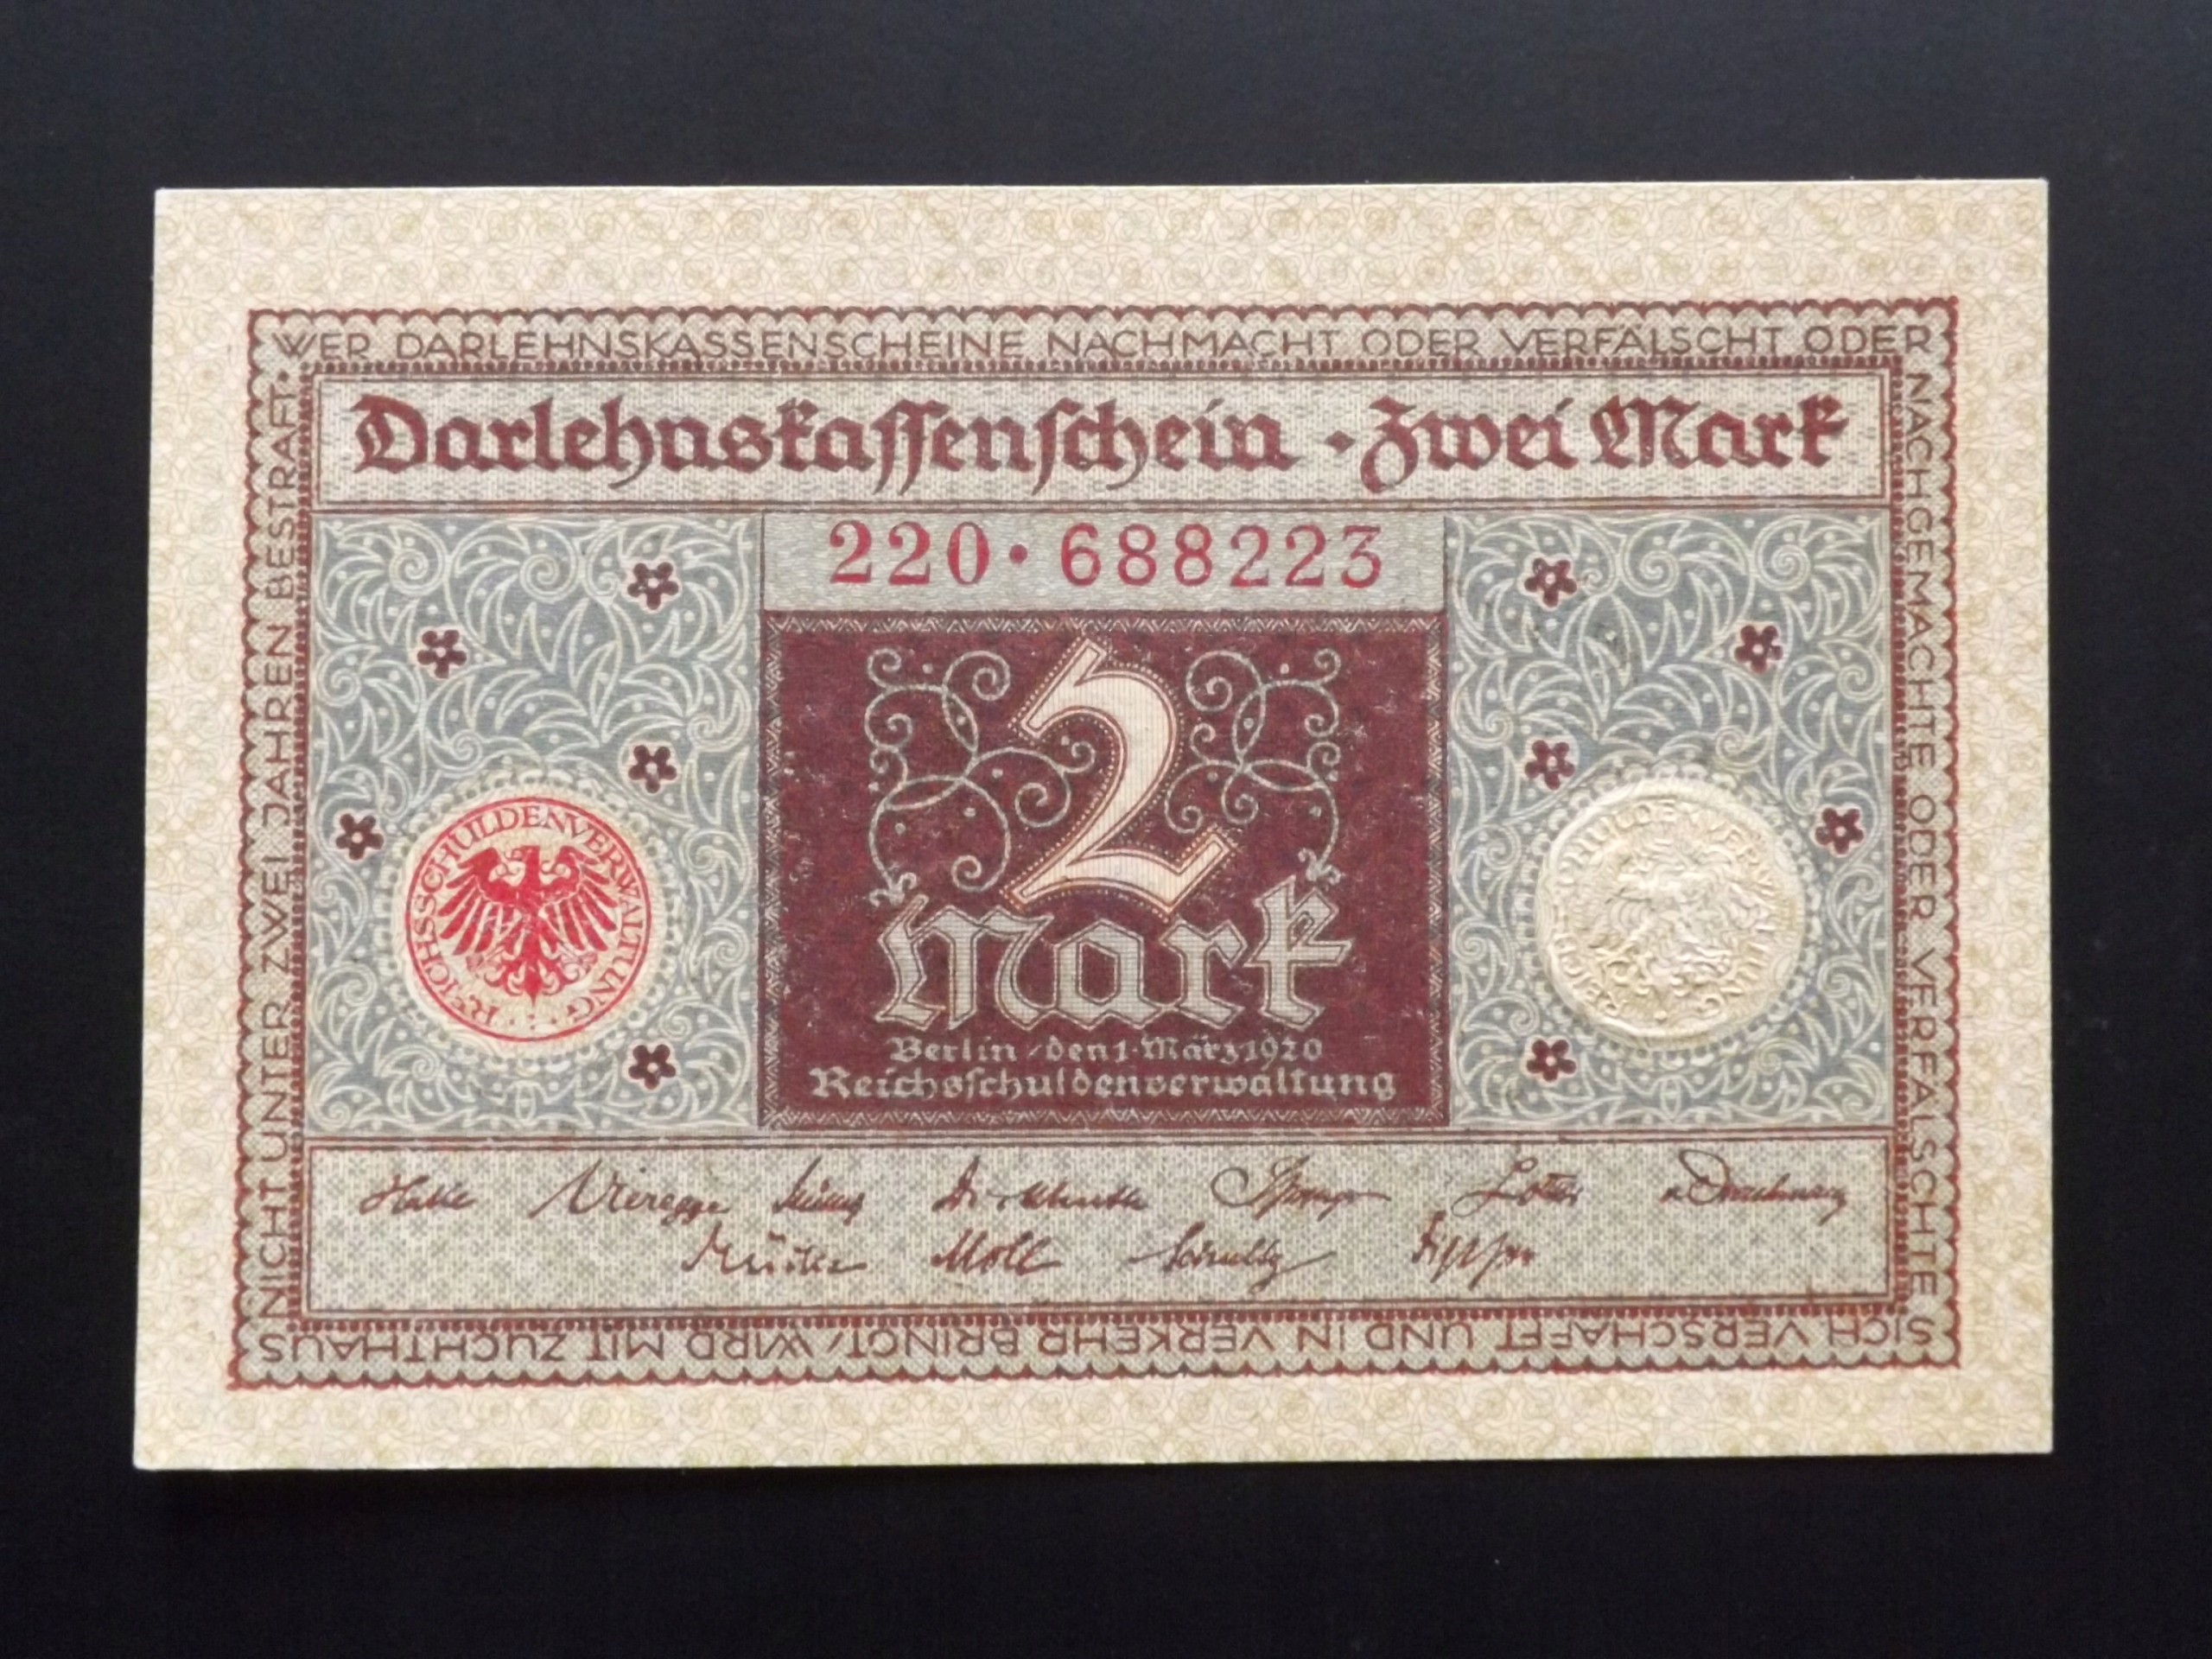 WER DARLEHNSKASSENSCHEINE NACHMACHT ODER VERFÄLSCHT ODER
NACHGEMACHTE ODER VERFÄLSCHTE
SICH VERSCHAFFT UND IN VERKEHR BRINGT, WIRD MIT ZUCHTHAUS
NICHT UNTER ZWEI JAHREN BESTRAFT.
Darlehnskassenschein · Zwei Mark
220·688223
2
Mark
Berlin, den 1. März 1920
Reichsschuldenverwaltung
REICHSSCHULDENVERWALTUNG
REICHSSCHULDENVERWALTUNG
Vieregge
Moll